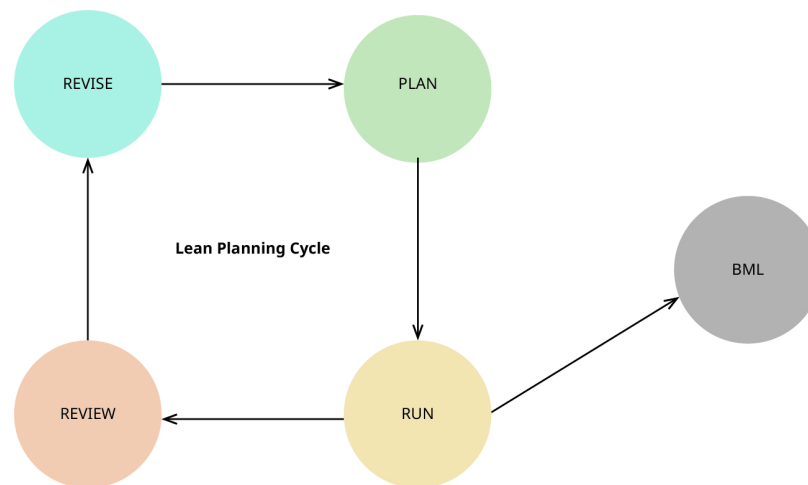 REVISE
PLAN
Lean Planning Cycle
BML
REVIEW
RUN